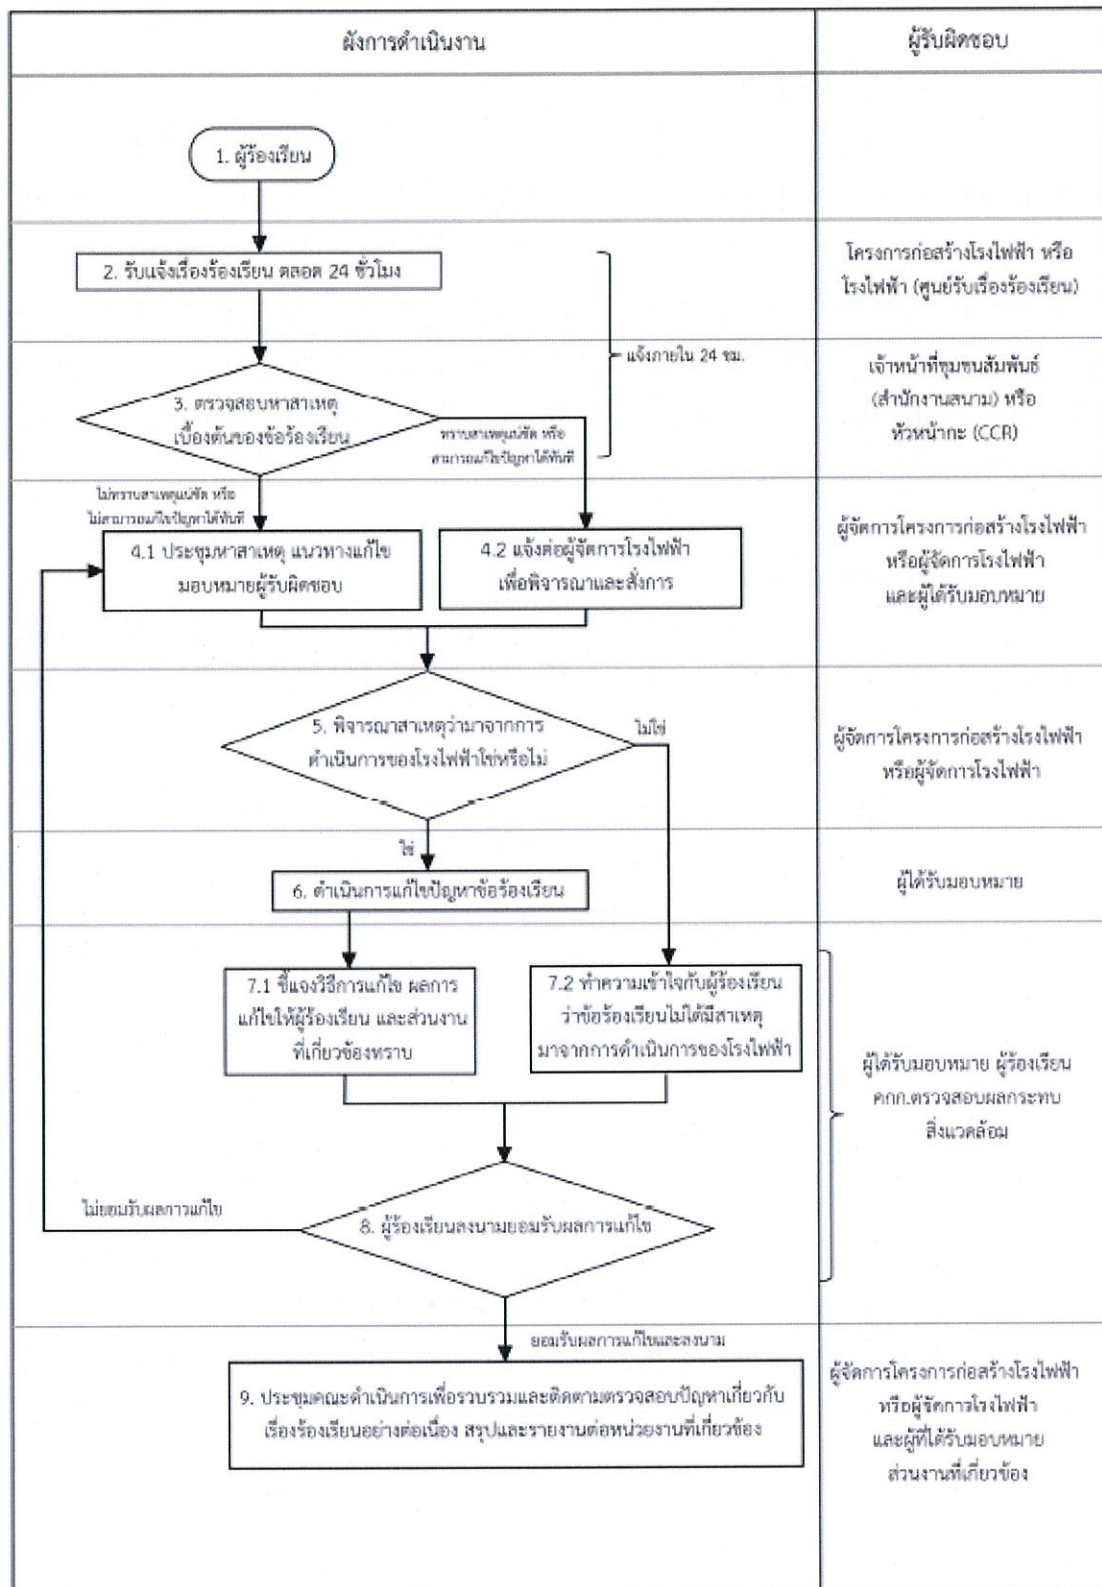 ผังการดำเนินงาน
ผู้รับผิดชอบ
1. ผู้ร้องเรียน
2. รับแจ้งเรื่องร้องเรียน ตลอด 24 ชั่วโมง
โครงการก่อสร้างโรงไฟฟ้า หรือ
โรงไฟฟ้า (ศูนย์รับเรื่องร้องเรียน)
แจ้งภายใน 24 ชม.
3. ตรวจสอบหาสาเหตุ
เบื้องต้นของข้อร้องเรียน
เจ้าหน้าที่ชุมชนสัมพันธ์
(สำนักงานสนาม) หรือ
หัวหน้ากะ (CCR)
ทราบสาเหตุแน่ชัด หรือ
สามารถแก้ไขปัญหาได้ทันที
ไม่ทราบสาเหตุแน่ชัด หรือ
ไม่สามารถแก้ไขปัญหาได้ทันที
4.1 ประชุมหาสาเหตุ แนวทางแก้ไข
มอบหมายผู้รับผิดชอบ
4.2 แจ้งต่อผู้จัดการโรงไฟฟ้า
เพื่อพิจารณาและสั่งการ
ผู้จัดการโครงการก่อสร้างโรงไฟฟ้า
หรือผู้จัดการโรงไฟฟ้า
และผู้ได้รับมอบหมาย
5. พิจารณาสาเหตุว่ามาจากการ
ดำเนินการของโรงไฟฟ้าใช่หรือไม่
ไม่ใช่
ผู้จัดการโครงการก่อสร้างโรงไฟฟ้า
หรือผู้จัดการโรงไฟฟ้า
ใช่
6. ดำเนินการแก้ไขปัญหาข้อร้องเรียน
ผู้ได้รับมอบหมาย
7.1 ชี้แจงวิธีการแก้ไข ผลการ
แก้ไขให้ผู้ร้องเรียน และส่วนงาน
ที่เกี่ยวข้องทราบ
7.2 ทำความเข้าใจกับผู้ร้องเรียน
ว่าข้อร้องเรียนไม่ได้มีสาเหตุ
มาจากการดำเนินการของโรงไฟฟ้า
ผู้ได้รับมอบหมาย ผู้ร้องเรียน
คกก.ตรวจสอบผลกระทบ
สิ่งแวดล้อม
ไม่ยอมรับผลการแก้ไข
8. ผู้ร้องเรียนลงนามยอมรับผลการแก้ไข
ยอมรับผลการแก้ไขและลงนาม
9. ประชุมคณะดำเนินการเพื่อรวบรวมและติดตามตรวจสอบปัญหาเกี่ยวกับ
เรื่องร้องเรียนอย่างต่อเนื่อง สรุปและรายงานต่อหน่วยงานที่เกี่ยวข้อง
ผู้จัดการโครงการก่อสร้างโรงไฟฟ้า
หรือผู้จัดการโรงไฟฟ้า
และผู้ที่ได้รับมอบหมาย
ส่วนงานที่เกี่ยวข้อง